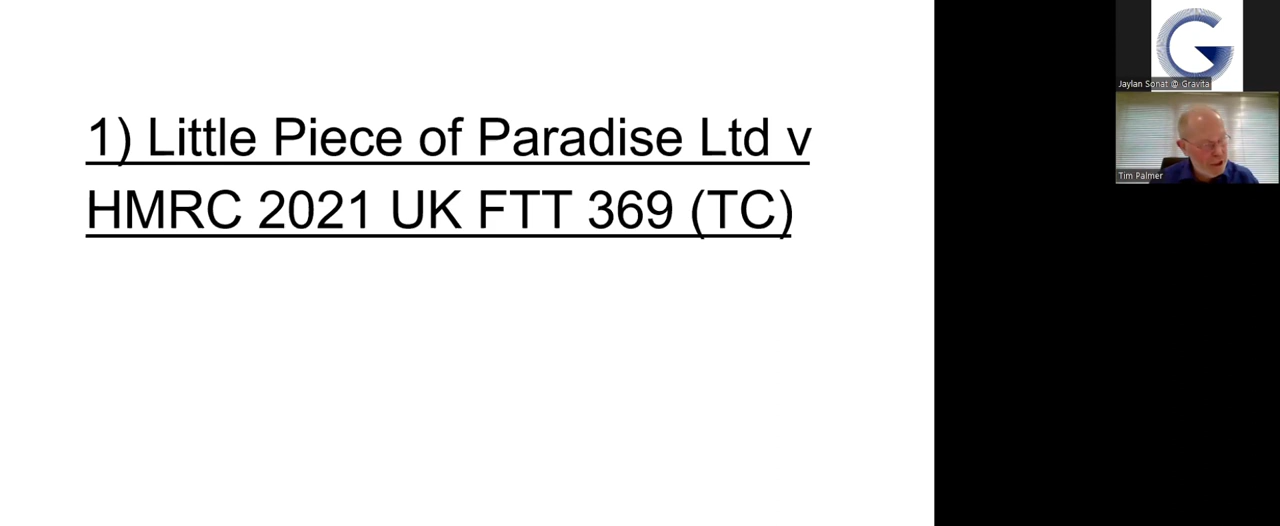 1) Little Piece of Paradise Ltd v
HMRC 2021 UK FTT 369 (TC)
Jaylan Sonat @ Gravita
Tim Palmer